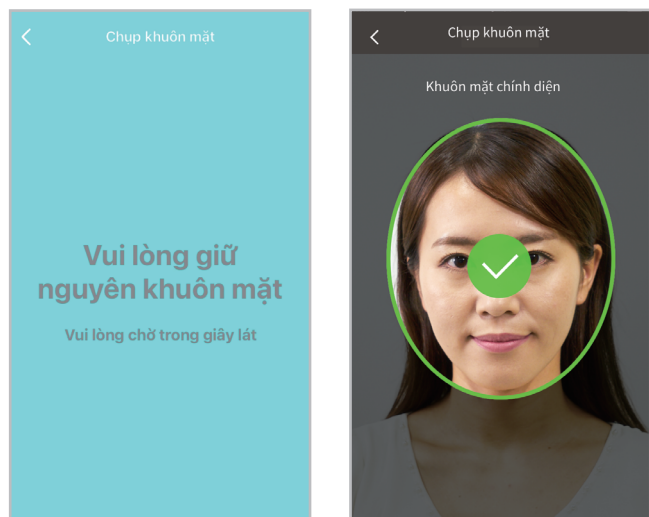 Chụp khuôn mặt
Vui lòng giữ
nguyên khuôn mặt
Vui lòng chờ trong giây lát
Chụp khuôn mặt
Khuôn mặt chính diện